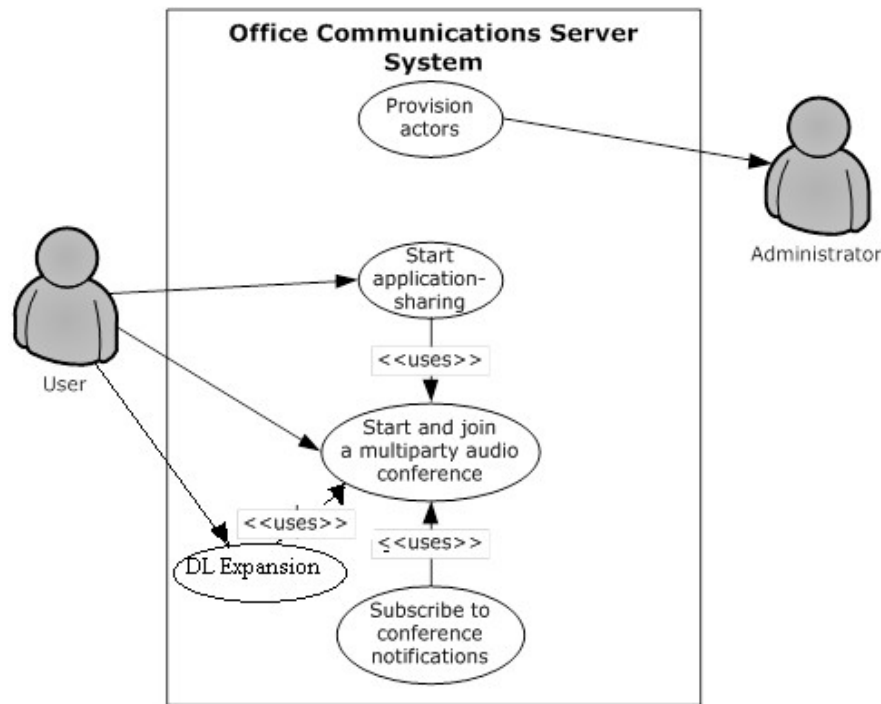 Office Communications Server
System
Provision
actors
Administrator
Start
application-
sharing
<<uses>>
User
Start and join
a multiparty audio
conference
<<uses>>
<<uses>>
DL Expansion
Subscribe to
conference
notifications